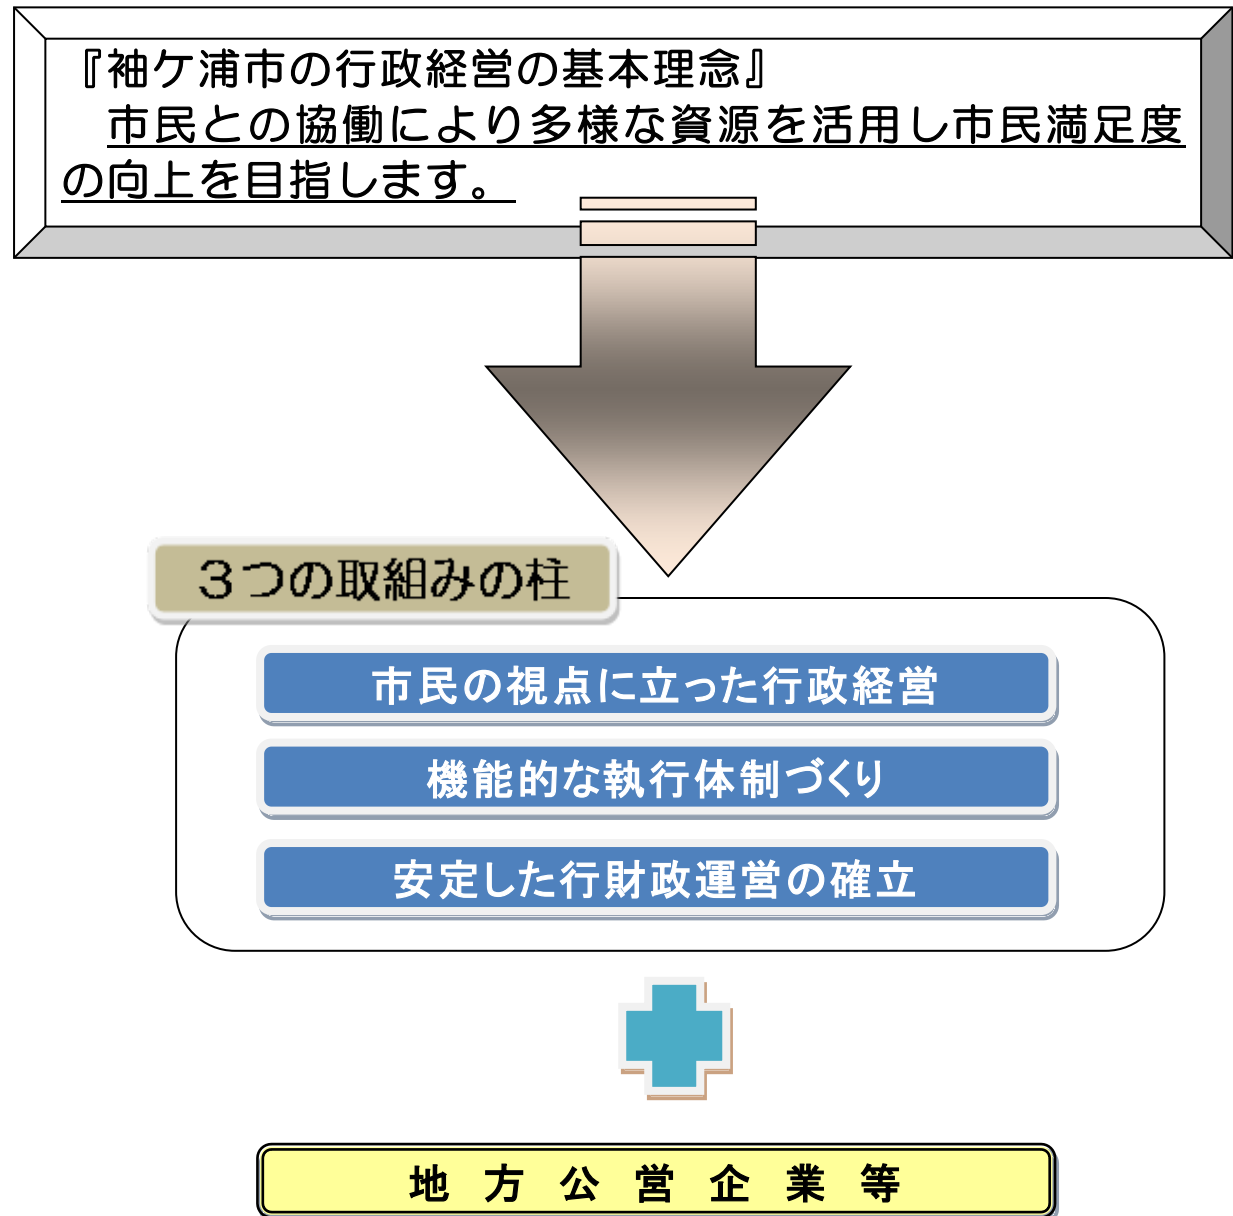 『袖ケ浦市の行政経営の基本理念』
市民との協働により多様な資源を活用し市民満足度
の向上を目指します。
３つの取組みの柱
市民の視点に立った行政経営
機能的な執行体制づくり
安定した行財政運営の確立
地方公営企業等